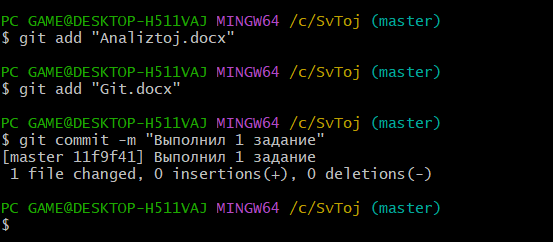 PC GAME@DESKTOP-H511VAJ MINGW64 /c/SvToj (master)
$ git add "Analiztoj.docx"
PC GAME@DESKTOP-H511VAJ MINGW64 /c/SvToj (master)
$ git add "Git.docx"
PC GAME@DESKTOP-H511VAJ MINGW64 /c/SvToj (master)
$ git commit -m "Выполнил 1 задание"
[master 11f9f41] Выполнил 1 задание
1 file changed, 0 insertions(+), 0 deletions(-)
PC GAME@DESKTOP-H511VAJ MINGW64 /c/SvToj (master)
$